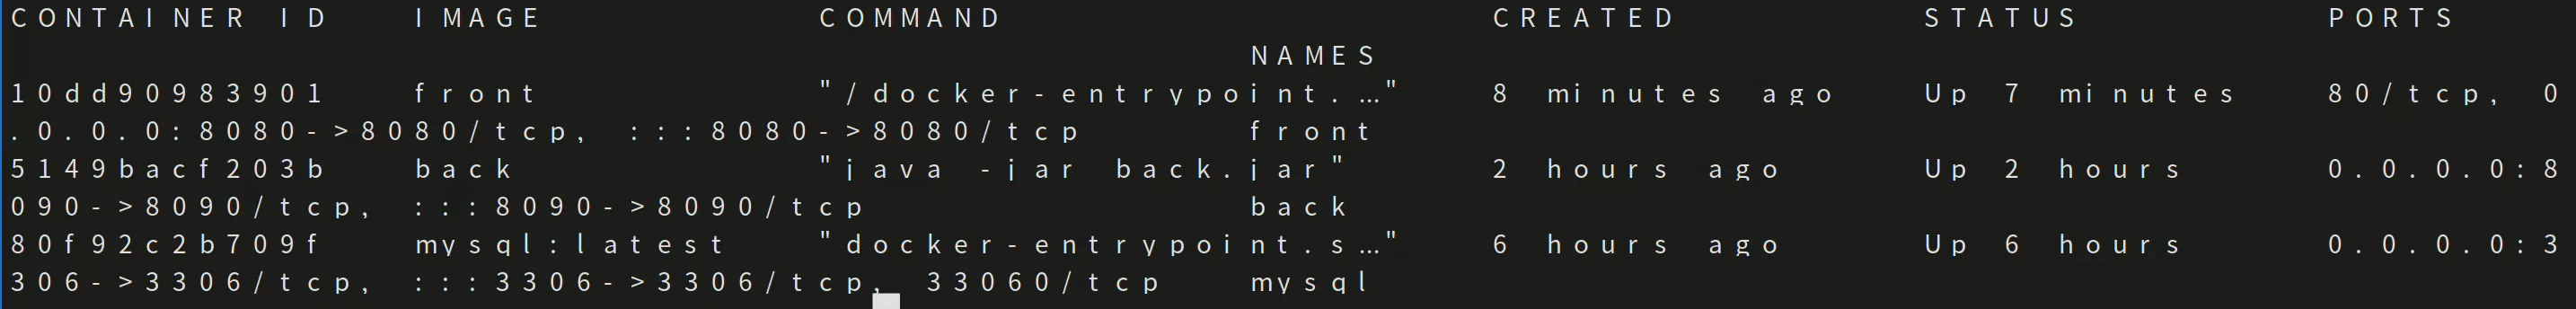 CONTAINER ID   IMAGE          COMMAND                  CREATED         STATUS         PORTS
NAMES
10dd90983901   front          "/docker-entrypoint.…"   8 minutes ago   Up 7 minutes   80/tcp, 0
.0.0.0:8080->8080/tcp, :::8080->8080/tcp      front
5149bacf203b   back           "java -jar back.jar"     2 hours ago     Up 2 hours     0.0.0.0:8
090->8090/tcp, :::8090->8090/tcp              back
80f92c2b709f   mysql:latest   "docker-entrypoint.s…"   6 hours ago     Up 6 hours     0.0.0.0:3
306->3306/tcp, :::3306->3306/tcp, 33060/tcp   mysql